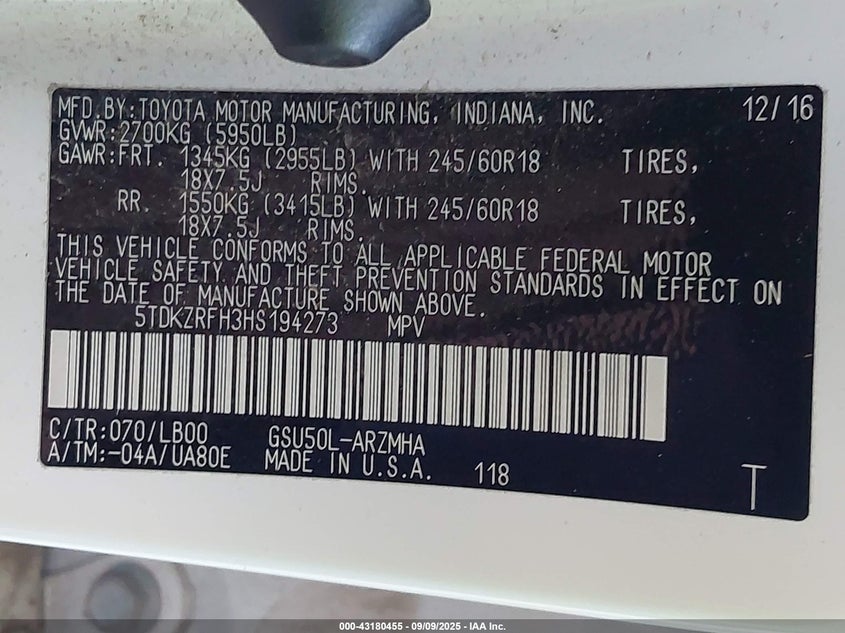 MFD.BY:TOYOTA MOTOR MANUFACTURING, INDIANA, INC. 12/16
GVWR:2700KG (5950LB)
GAWR:FRT. 1345KG (2955LB) WITH 245/60R18 TIRES,
18X7.5J RIMS.
RR. 1550KG (3415LB) WITH 245/60R18 TIRES,
18X7.5J RIMS.
THIS VEHICLE CONFORMS TO ALL APPLICABLE FEDERAL MOTOR
VEHICLE SAFETY AND THEFT PREVENTION STANDARDS IN EFFECT ON
THE DATE OF MANUFACTURE SHOWN ABOVE.
5TDKZRFH3HS194273 MPV
C/TR:070/LB00 GSU50L-ARZMHA
A/TM:-04A/UA80E MADE IN U.S.A. 118 T
000-43180455 - 09/09/2025 - IAA Inc.